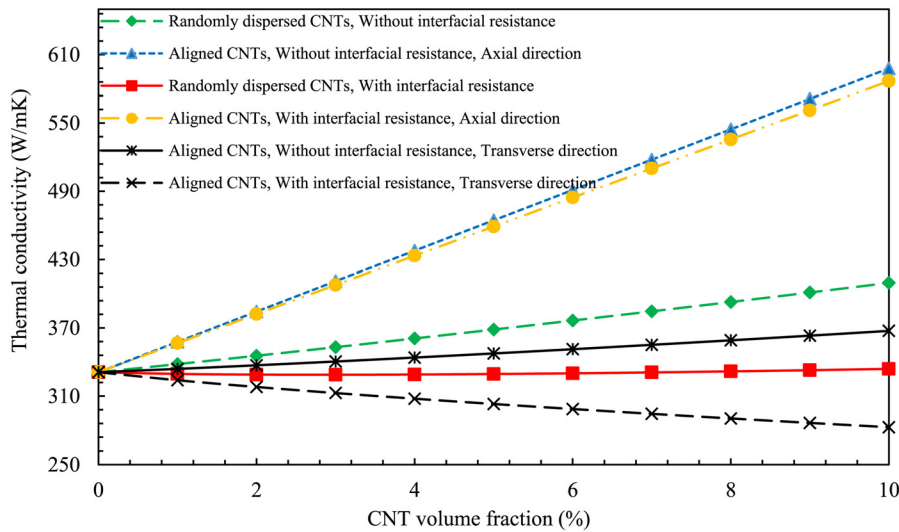 Randomly dispersed CNTs, Without interfacial resistance
Aligned CNTs, Without interfacial resistance, Axial direction
Randomly dispersed CNTs, With interfacial resistance
Aligned CNTs, With interfacial resistance, Axial direction
Aligned CNTs, Without interfacial resistance, Transverse direction
Aligned CNTs, With interfacial resistance, Transverse direction
Thermal conductivity (W/mK)
610
550
490
430
370
310
250
0 2 4 6 8 10
CNT volume fraction (%)